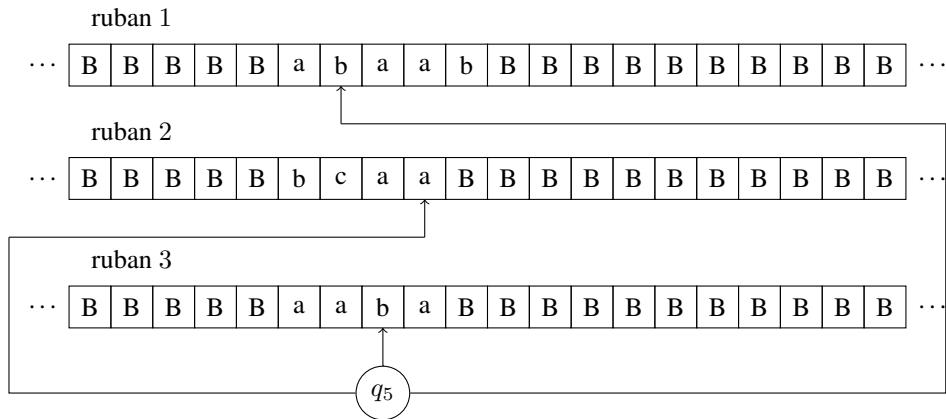 ruban 1
··· B B B B B a b a a b B B B B B B B B B B ···
ruban 2
··· B B B B B b c a a B B B B B B B B B B B ···
ruban 3
··· B B B B B a a b a B B B B B B B B B B B ···
q5